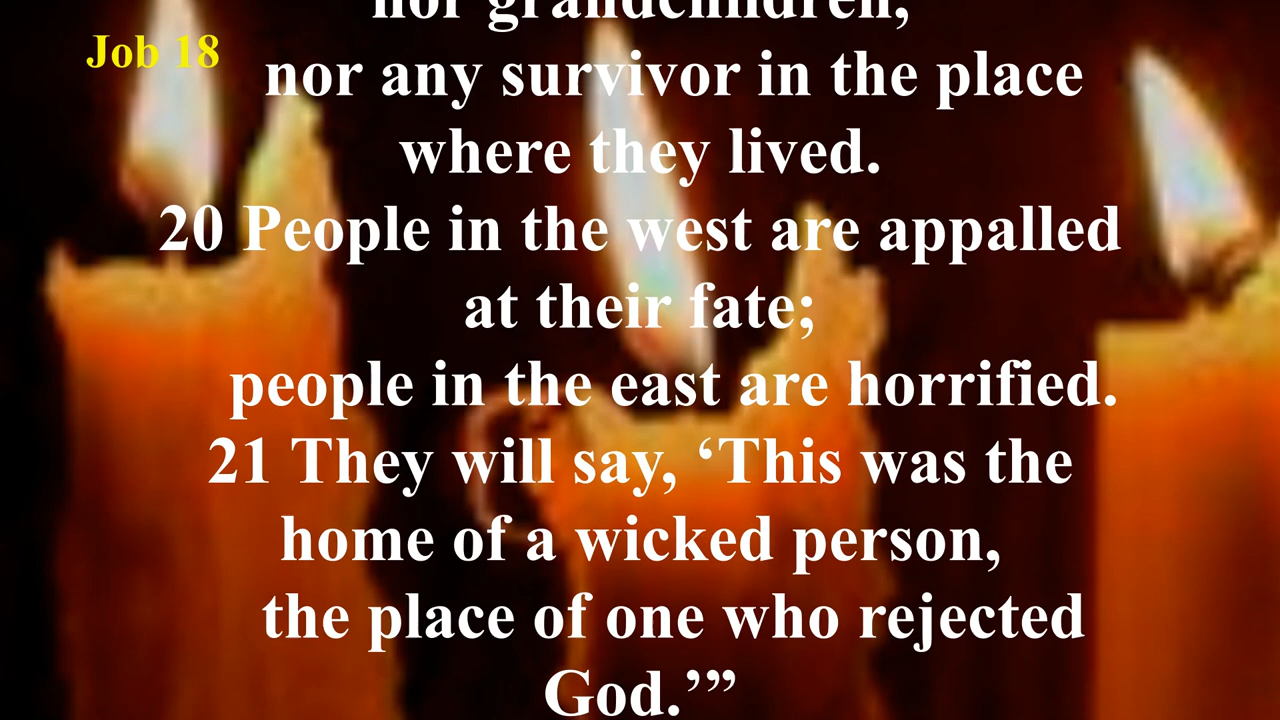 nor grandchildren,
Job 18
nor any survivor in the place
where they lived.
20 People in the west are appalled
at their fate;
people in the east are horrified.
21 They will say, ‘This was the
home of a wicked person,
the place of one who rejected
God.’”